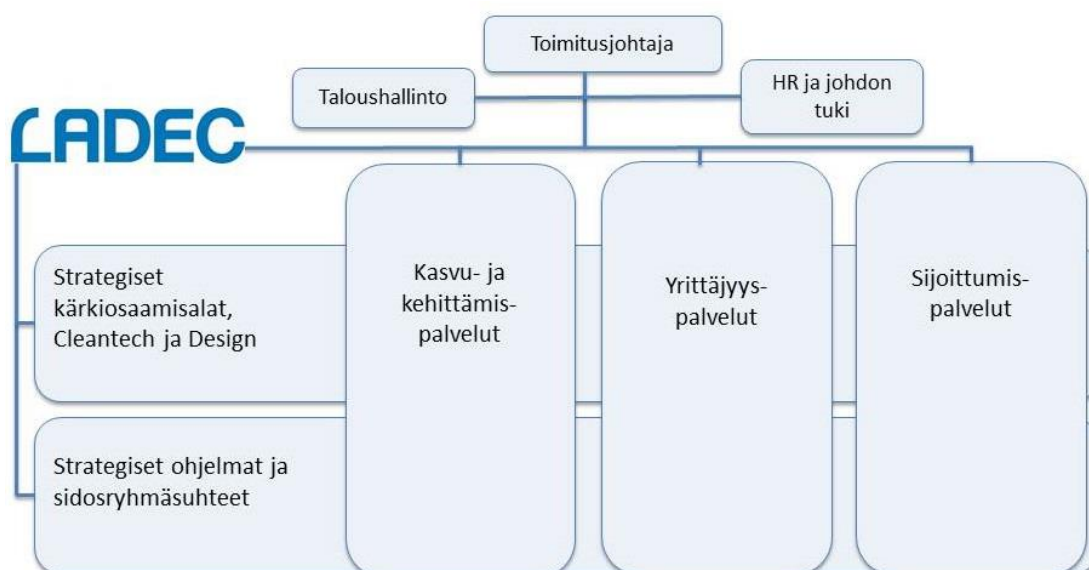 Toimitusjohtaja
Taloushallinto
HR ja johdon
tuki
LADEC
Strategiset
kärkiosaamisalat,
Cleantech ja Design
Kasvu- ja
kehittämis-
palvelut
Yrittäjyys-
palvelut
Sijoittumis-
palvelut
Strategiset ohjelmat ja
sidosryhmäsuhteet